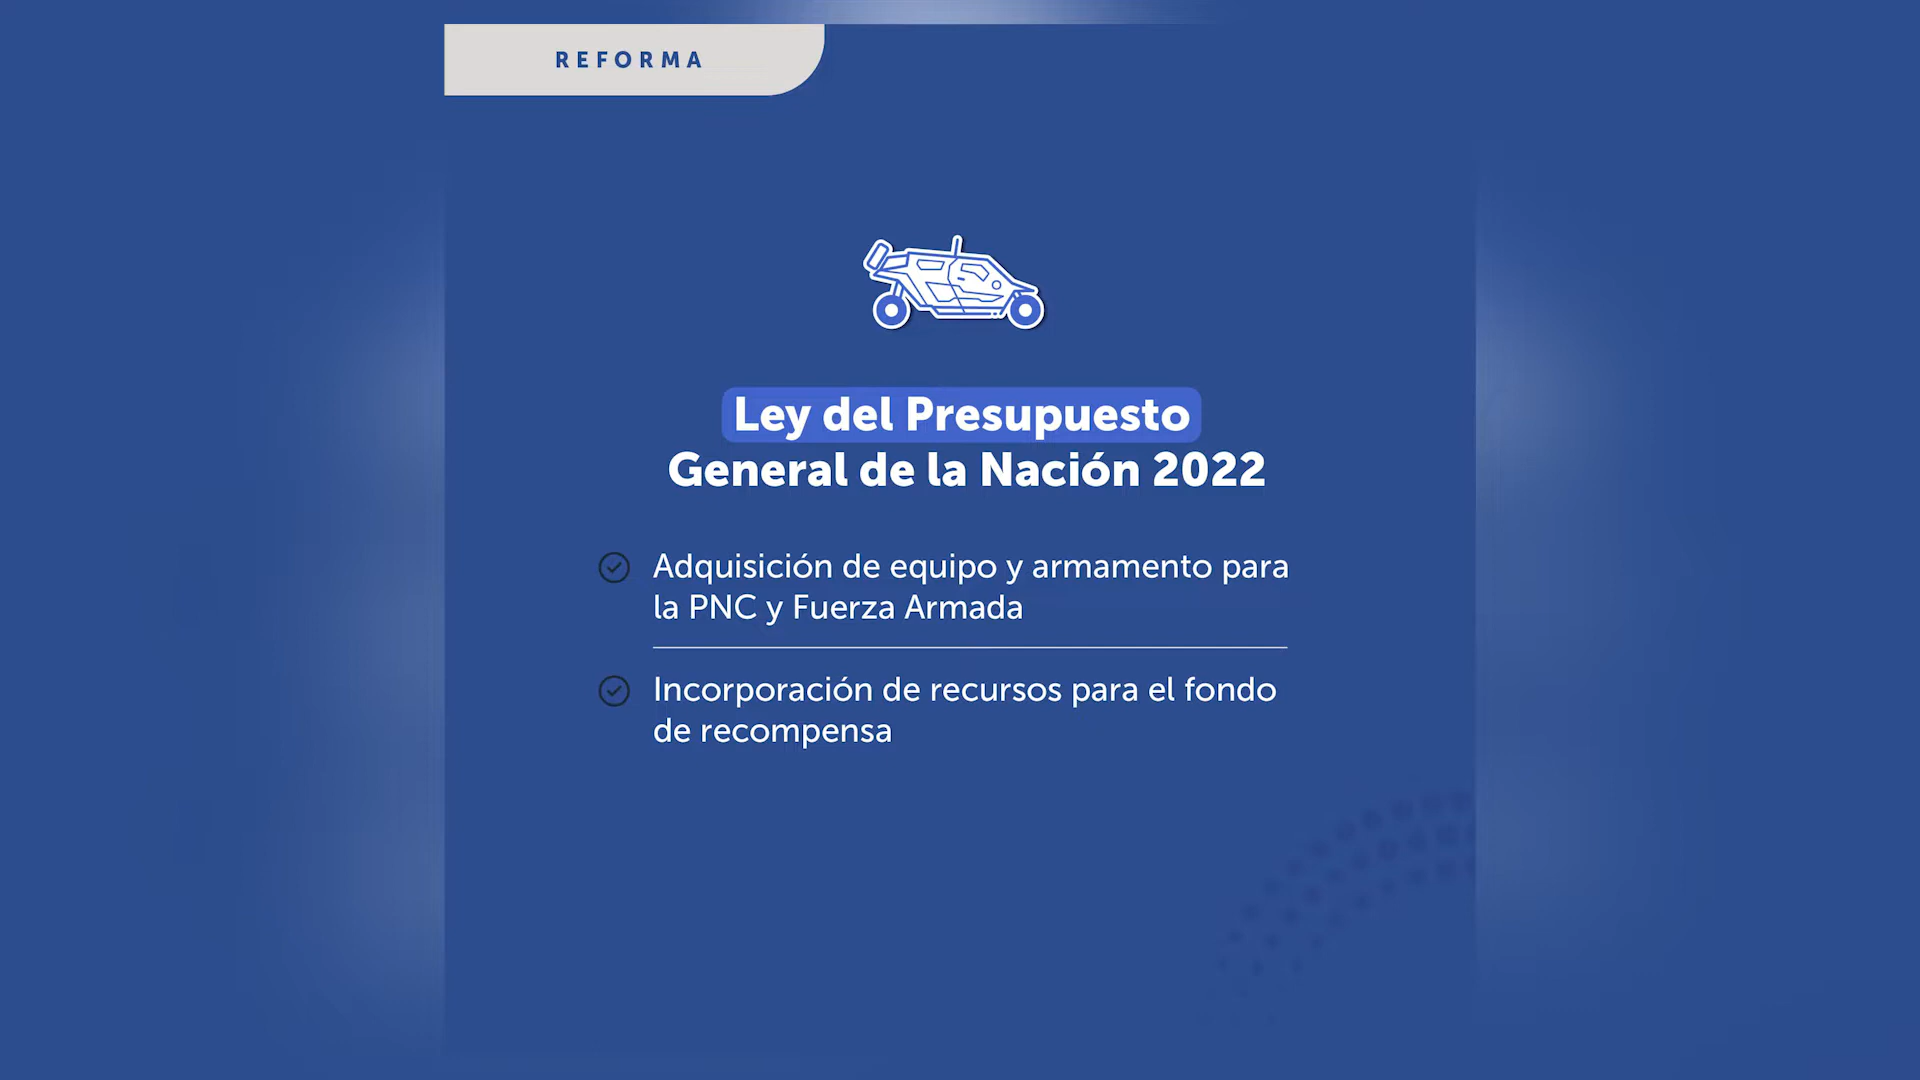 REFORMA
Ley del Presupuesto
General de la Nación 2022
Adquisición de equipo y armamento para
la PNC y Fuerza Armada
Incorporación de recursos para el fondo
de recompensa